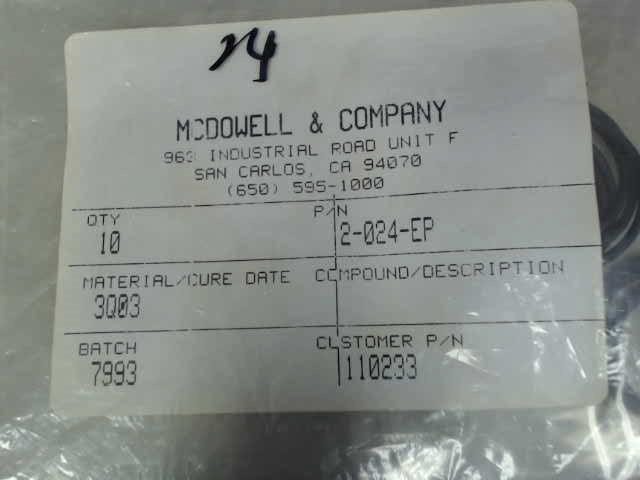 24
MCDOWELL & COMPANY
963 INDUSTRIAL ROAD UNIT F
SAN CARLOS, CA 94070
(650) 595-1000
QTY P/N
10 2-024-EP
MATERIAL/CURE DATE COMPOUND/DESCRIPTION
3Q03
BATCH CUSTOMER P/N
7993 110233